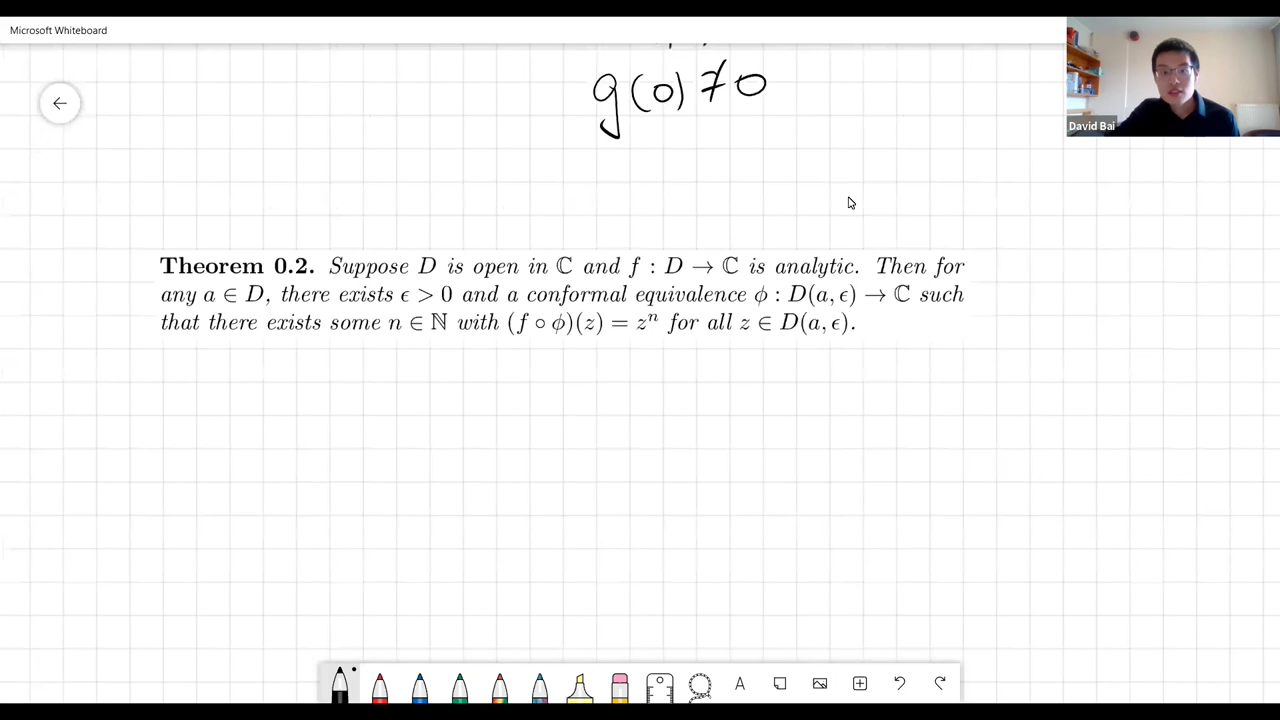 Microsoft Whiteboard
g(0)≠0
David Bai
Theorem 0.2. Suppose D is open in ℂ and f : D → ℂ is analytic. Then for
any a ∈ D, there exists ϵ > 0 and a conformal equivalence ϕ : D(a, ϵ) → ℂ such
that there exists some n ∈ ℕ with (f ∘ ϕ)(z) = zⁿ for all z ∈ D(a, ϵ).
A